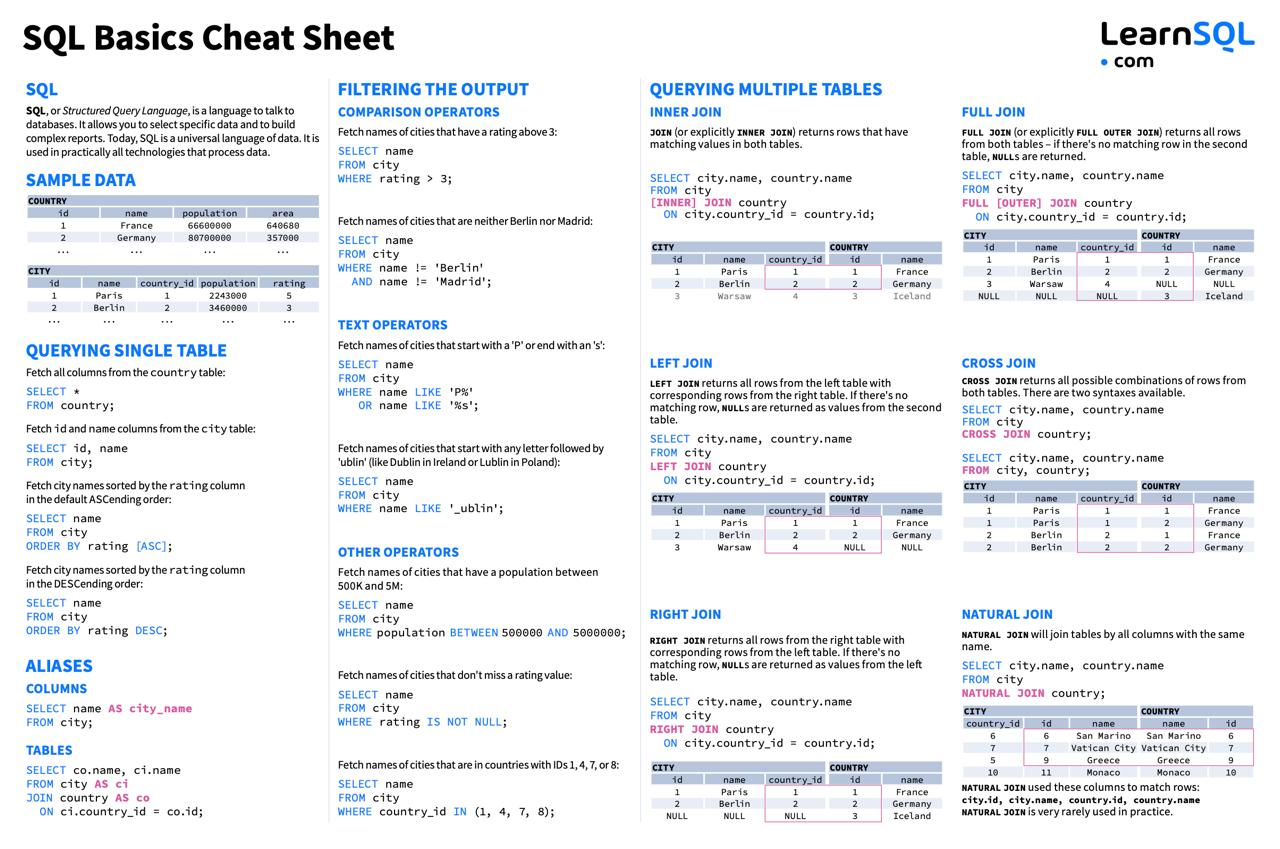 SQL Basics Cheat Sheet
LearnSQL
• com
SQL
SQL, or Structured Query Language, is a language to talk to
databases. It allows you to select specific data and to build
complex reports. Today, SQL is a universal language of data. It is
used in practically all technologies that process data.
SAMPLE DATA
COUNTRY
id name population area
1 France 66600000 640680
2 Germany 80700000 357000
... ... ... ...
CITY
id name country_id population rating
1 Paris 1 2243000 5
2 Berlin 2 3460000 3
... ... ... ... ...
QUERYING SINGLE TABLE
Fetch all columns from the country table:
SELECT *
FROM country;
Fetch id and name columns from the city table:
SELECT id, name
FROM city;
Fetch city names sorted by the rating column
in the default ASCending order:
SELECT name
FROM city
ORDER BY rating [ASC];
Fetch city names sorted by the rating column
in the DESCending order:
SELECT name
FROM city
ORDER BY rating DESC;
ALIASES
COLUMNS
SELECT name AS city_name
FROM city;
TABLES
SELECT co.name, ci.name
FROM city AS ci
JOIN country AS co
ON ci.country_id = co.id;
FILTERING THE OUTPUT
COMPARISON OPERATORS
Fetch names of cities that have a rating above 3:
SELECT name
FROM city
WHERE rating > 3;
Fetch names of cities that are neither Berlin nor Madrid:
SELECT name
FROM city
WHERE name != 'Berlin'
AND name != 'Madrid';
TEXT OPERATORS
Fetch names of cities that start with a 'P' or end with an 's':
SELECT name
FROM city
WHERE name LIKE 'P%'
OR name LIKE '%s';
Fetch names of cities that start with any letter followed by
'ublin' (like Dublin in Ireland or Lublin in Poland):
SELECT name
FROM city
WHERE name LIKE '_ublin';
OTHER OPERATORS
Fetch names of cities that have a population between
500K and 5M:
SELECT name
FROM city
WHERE population BETWEEN 500000 AND 5000000;
Fetch names of cities that don't miss a rating value:
SELECT name
FROM city
WHERE rating IS NOT NULL;
Fetch names of cities that are in countries with IDs 1, 4, 7, or 8:
SELECT name
FROM city
WHERE country_id IN (1, 4, 7, 8);
QUERYING MULTIPLE TABLES
INNER JOIN
JOIN (or explicitly INNER JOIN) returns rows that have
matching values in both tables.
SELECT city.name, country.name
FROM city
[INNER] JOIN country
ON city.country_id = country.id;
CITY COUNTRY
id name country_id id name
1 Paris 1 1 France
2 Berlin 2 2 Germany
3 Warsaw 4 3 Iceland
LEFT JOIN
LEFT JOIN returns all rows from the left table with
corresponding rows from the right table. If there's no
matching row, NULLs are returned as values from the second
table.
SELECT city.name, country.name
FROM city
LEFT JOIN country
ON city.country_id = country.id;
CITY COUNTRY
id name country_id id name
1 Paris 1 1 France
2 Berlin 2 2 Germany
3 Warsaw 4 NULL NULL
RIGHT JOIN
RIGHT JOIN returns all rows from the right table with
corresponding rows from the left table. If there's no
matching row, NULLs are returned as values from the left
table.
SELECT city.name, country.name
FROM city
RIGHT JOIN country
ON city.country_id = country.id;
CITY COUNTRY
id name country_id id name
1 Paris 1 1 France
2 Berlin 2 2 Germany
NULL NULL NULL 3 Iceland
FULL JOIN
FULL JOIN (or explicitly FULL OUTER JOIN) returns all rows
from both tables – if there's no matching row in the second
table, NULLs are returned.
SELECT city.name, country.name
FROM city
FULL [OUTER] JOIN country
ON city.country_id = country.id;
CITY COUNTRY
id name country_id id name
1 Paris 1 1 France
2 Berlin 2 2 Germany
3 Warsaw 4 NULL NULL
NULL NULL NULL 3 Iceland
CROSS JOIN
CROSS JOIN returns all possible combinations of rows from
both tables. There are two syntaxes available.
SELECT city.name, country.name
FROM city
CROSS JOIN country;
SELECT city.name, country.name
FROM city, country;
CITY COUNTRY
id name country_id id name
1 Paris 1 1 France
1 Paris 1 2 Germany
2 Berlin 2 1 France
2 Berlin 2 2 Germany
NATURAL JOIN
NATURAL JOIN will join tables by all columns with the same
name.
SELECT city.name, country.name
FROM city
NATURAL JOIN country;
CITY COUNTRY
country_id id name name id
6 6 San Marino San Marino 6
7 7 Vatican City Vatican City 7
5 9 Greece Greece 9
10 11 Monaco Monaco 10
NATURAL JOIN used these columns to match rows:
city.id, city.name, country.id, country.name
NATURAL JOIN is very rarely used in practice.